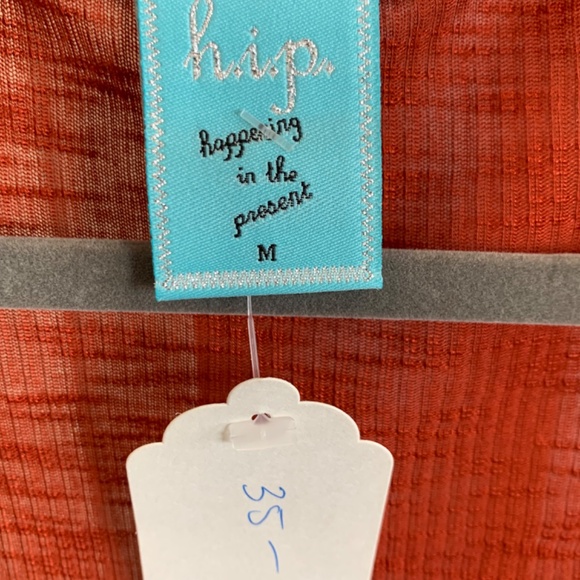 h.i.p.
happening
in the
present
M
35-